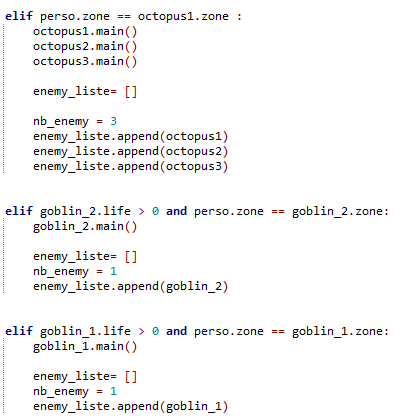 elif perso.zone == octopus1.zone :
    octopus1.main()
    octopus2.main()
    octopus3.main()

    enemy_liste= []

    nb_enemy = 3
    enemy_liste.append(octopus1)
    enemy_liste.append(octopus2)
    enemy_liste.append(octopus3)


elif goblin_2.life > 0 and perso.zone == goblin_2.zone:
    goblin_2.main()

    enemy_liste= []
    nb_enemy = 1
    enemy_liste.append(goblin_2)


elif goblin_1.life > 0 and perso.zone == goblin_1.zone:
    goblin_1.main()

    enemy_liste= []
    nb_enemy = 1
    enemy_liste.append(goblin_1)